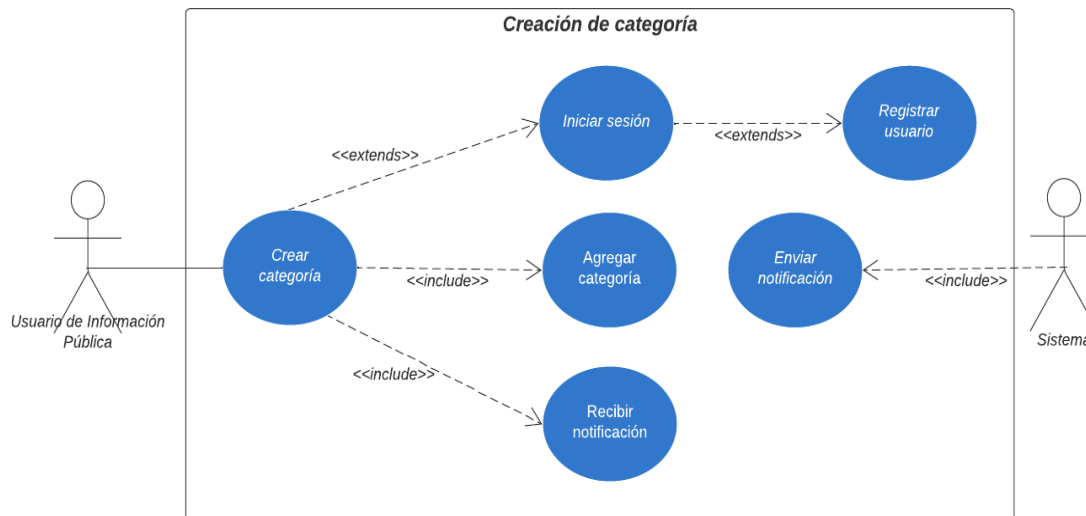 Creación de categoría
Iniciar sesión
<<extends>>
Registrar
usuario
<<extends>>
Crear
categoría
<<include>>
Agregar
categoría
Enviar
notificación
<<include>>
Usuario de Información
Pública
Sistema
<<include>>
Recibir
notificación